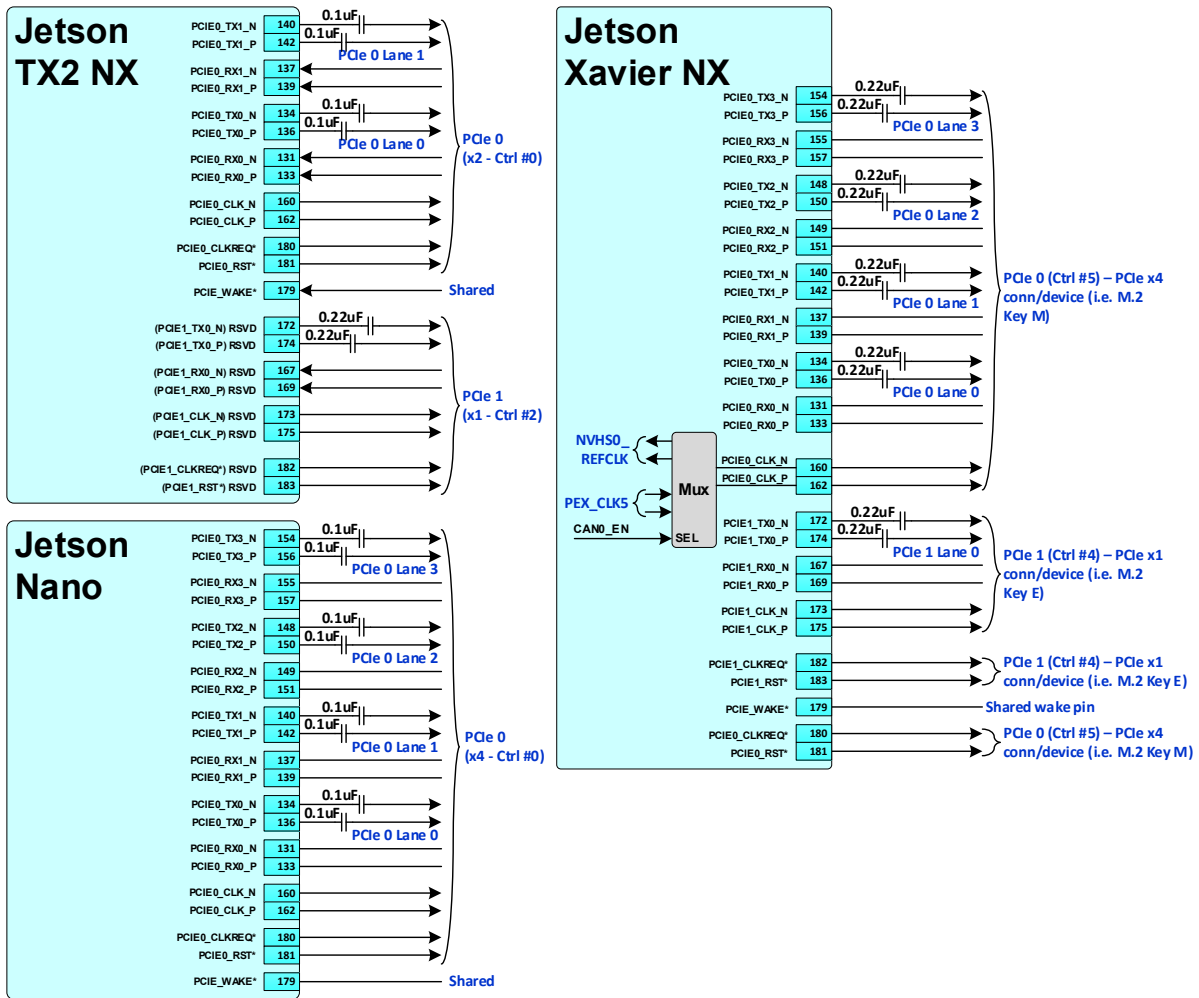 Jetson
TX2 NX
PCIE0_TX1_N 140 0.1uF
PCIE0_TX1_P 142 0.1uF
PCIe 0 Lane 1
PCIE0_RX1_N 137
PCIE0_RX1_P 139
PCIE0_TX0_N 134 0.1uF
PCIE0_TX0_P 136 0.1uF
PCIe 0 Lane 0
PCIE0_RX0_N 131
PCIE0_RX0_P 133
PCIE0_CLK_N 160
PCIE0_CLK_P 162
PCIE0_CLKREQ* 180
PCIE0_RST* 181
PCIe 0
(x2 - Ctrl #0)
PCIE_WAKE* 179 Shared
(PCIE1_TX0_N) RSVD 172 0.22uF
(PCIE1_TX0_P) RSVD 174 0.22uF
(PCIE1_RX0_N) RSVD 167
(PCIE1_RX0_P) RSVD 169
(PCIE1_CLK_N) RSVD 173
(PCIE1_CLK_P) RSVD 175
(PCIE1_CLKREQ*) RSVD 182
(PCIE1_RST*) RSVD 183
PCIe 1
(x1 - Ctrl #2)
Jetson
Nano
PCIE0_TX3_N 154 0.1uF
PCIE0_TX3_P 156 0.1uF
PCIe 0 Lane 3
PCIE0_RX3_N 155
PCIE0_RX3_P 157
PCIE0_TX2_N 148 0.1uF
PCIE0_TX2_P 150 0.1uF
PCIe 0 Lane 2
PCIE0_RX2_N 149
PCIE0_RX2_P 151
PCIE0_TX1_N 140 0.1uF
PCIE0_TX1_P 142 0.1uF
PCIe 0 Lane 1
PCIE0_RX1_N 137
PCIE0_RX1_P 139
PCIE0_TX0_N 134 0.1uF
PCIE0_TX0_P 136 0.1uF
PCIe 0 Lane 0
PCIE0_RX0_N 131
PCIE0_RX0_P 133
PCIE0_CLK_N 160
PCIE0_CLK_P 162
PCIE0_CLKREQ* 180
PCIE0_RST* 181
PCIe 0
(x4 - Ctrl #0)
PCIE_WAKE* 179 Shared
Jetson
Xavier NX
PCIE0_TX3_N 154 0.22uF
PCIE0_TX3_P 156 0.22uF
PCIe 0 Lane 3
PCIE0_RX3_N 155
PCIE0_RX3_P 157
PCIE0_TX2_N 148 0.22uF
PCIE0_TX2_P 150 0.22uF
PCIe 0 Lane 2
PCIE0_RX2_N 149
PCIE0_RX2_P 151
PCIE0_TX1_N 140 0.22uF
PCIE0_TX1_P 142 0.22uF
PCIe 0 Lane 1
PCIE0_RX1_N 137
PCIE0_RX1_P 139
PCIE0_TX0_N 134 0.22uF
PCIE0_TX0_P 136 0.22uF
PCIe 0 Lane 0
PCIE0_RX0_N 131
PCIE0_RX0_P 133
PCIE0_CLK_N 160
PCIE0_CLK_P 162
PCIe 0 (Ctrl #5) – PCIe x4
conn/device (i.e. M.2
Key M)
NVHS0_
REFCLK
PEX_CLK5
CAN0_EN
Mux
SEL
PCIE1_TX0_N 172 0.22uF
PCIE1_TX0_P 174 0.22uF
PCIe 1 Lane 0
PCIE1_RX0_N 167
PCIE1_RX0_P 169
PCIE1_CLK_N 173
PCIE1_CLK_P 175
PCIe 1 (Ctrl #4) – PCIe x1
conn/device (i.e. M.2
Key E)
PCIE1_CLKREQ* 182
PCIE1_RST* 183
PCIe 1 (Ctrl #4) – PCIe x1
conn/device (i.e. M.2 Key E)
PCIE_WAKE* 179 Shared wake pin
PCIE0_CLKREQ* 180
PCIE0_RST* 181
PCIe 0 (Ctrl #5) – PCIe x4
conn/device (i.e. M.2 Key M)